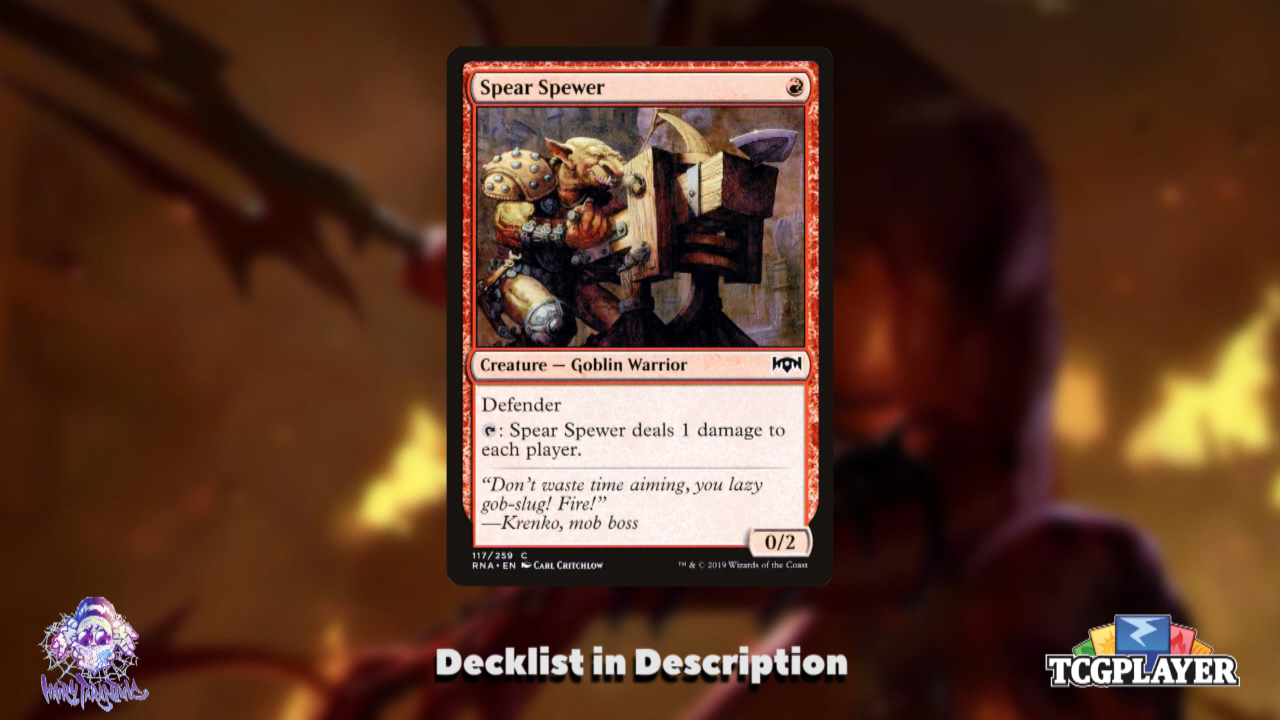 Spear Spewer
Creature — Goblin Warrior
Defender
: Spear Spewer deals 1 damage to
each player.
“Don’t waste time aiming, you lazy
gob-slug! Fire!”
—Krenko, mob boss
0/2
117/259 C
RNA • EN Carl Critchlow
™ & © 2019 Wizards of the Coast
Decklist in Description
TCGPLAYER